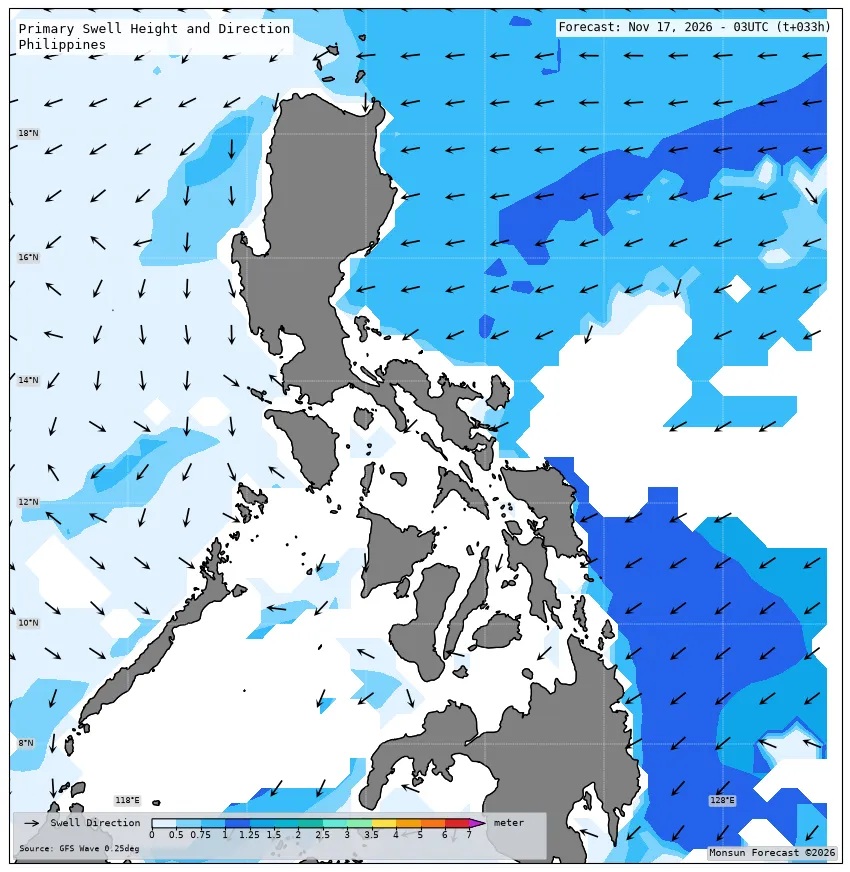 Primary Swell Height and Direction
Philippines
Forecast: Nov 17, 2026 - 03UTC (t+033h)
18°N
16°N
14°N
12°N
10°N
8°N
118°E
128°E
Swell Direction
meter
0 0.5 0.75 1 1.25 1.5 2 2.5 3 3.5 4 5 6 7
Source: GFS Wave 0.25deg
Monsun Forecast ©2026